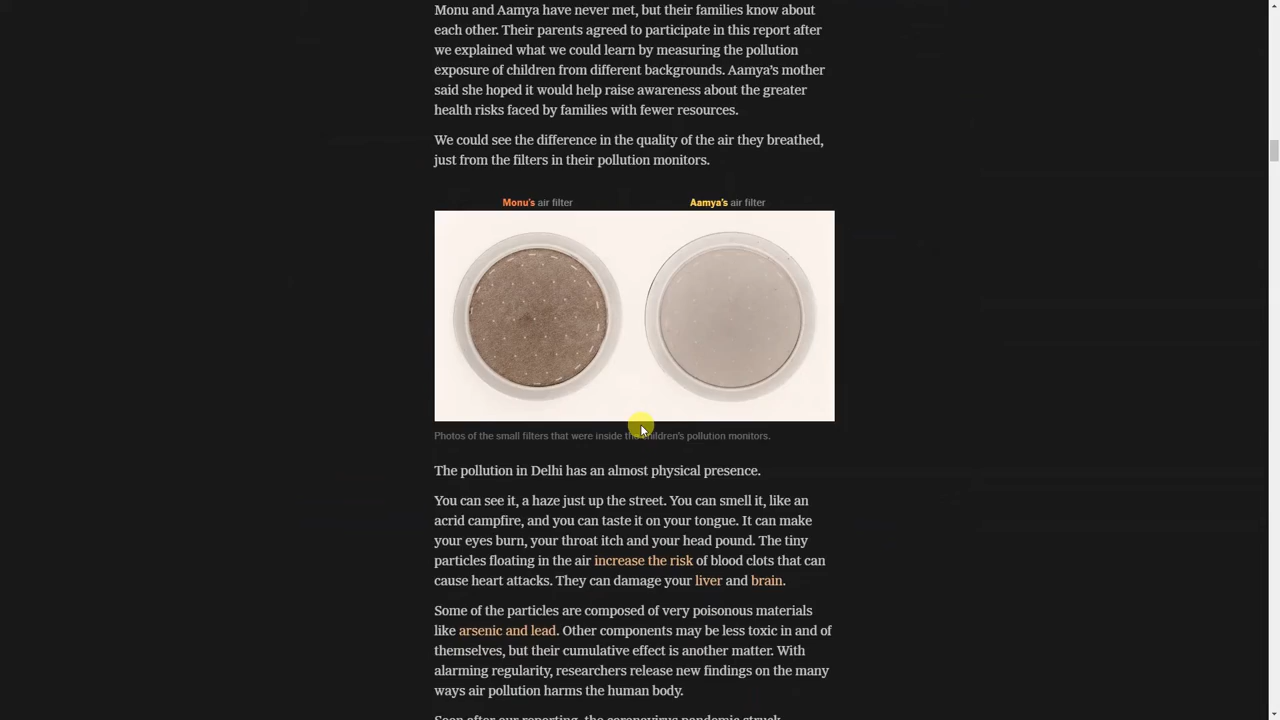 Monu and Aamya have never met, but their families know about
each other. Their parents agreed to participate in this report after
we explained what we could learn by measuring the pollution
exposure of children from different backgrounds. Aamya’s mother
said she hoped it would help raise awareness about the greater
health risks faced by families with fewer resources.
We could see the difference in the quality of the air they breathed,
just from the filters in their pollution monitors.
Monu’s air filter
Aamya’s air filter
Photos of the small filters that were inside the children’s pollution monitors.
The pollution in Delhi has an almost physical presence.
You can see it, a haze just up the street. You can smell it, like an
acrid campfire, and you can taste it on your tongue. It can make
your eyes burn, your throat itch and your head pound. The tiny
particles floating in the air increase the risk of blood clots that can
cause heart attacks. They can damage your liver and brain.
Some of the particles are composed of very poisonous materials
like arsenic and lead. Other components may be less toxic in and of
themselves, but their cumulative effect is another matter. With
alarming regularity, researchers release new findings on the many
ways air pollution harms the human body.
Soon after our reporting, the coronavirus pandemic struck